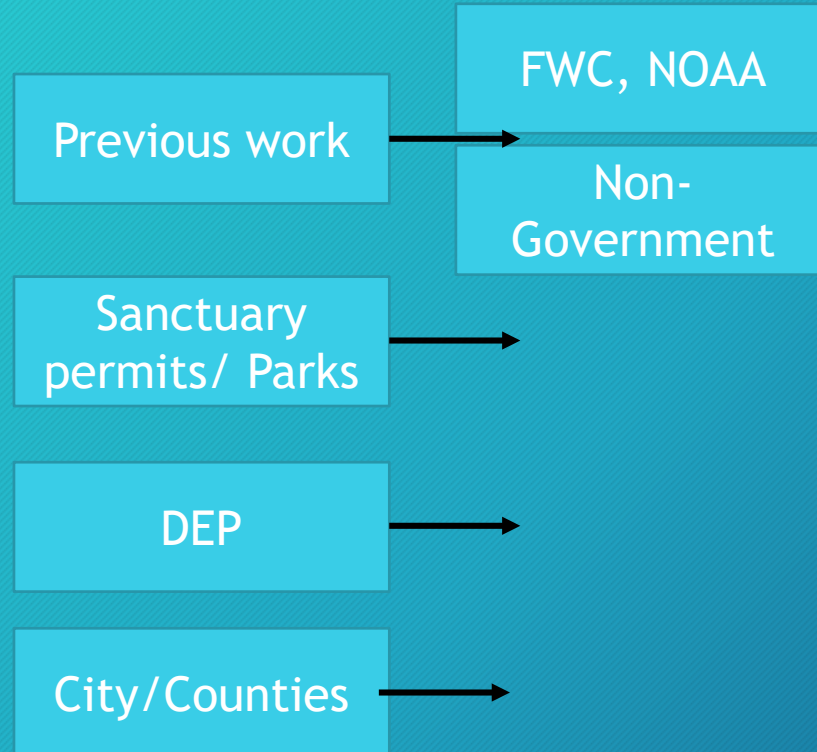 Previous work
FWC, NOAA
Non-
Government
Sanctuary
permits/ Parks
DEP
City/Counties